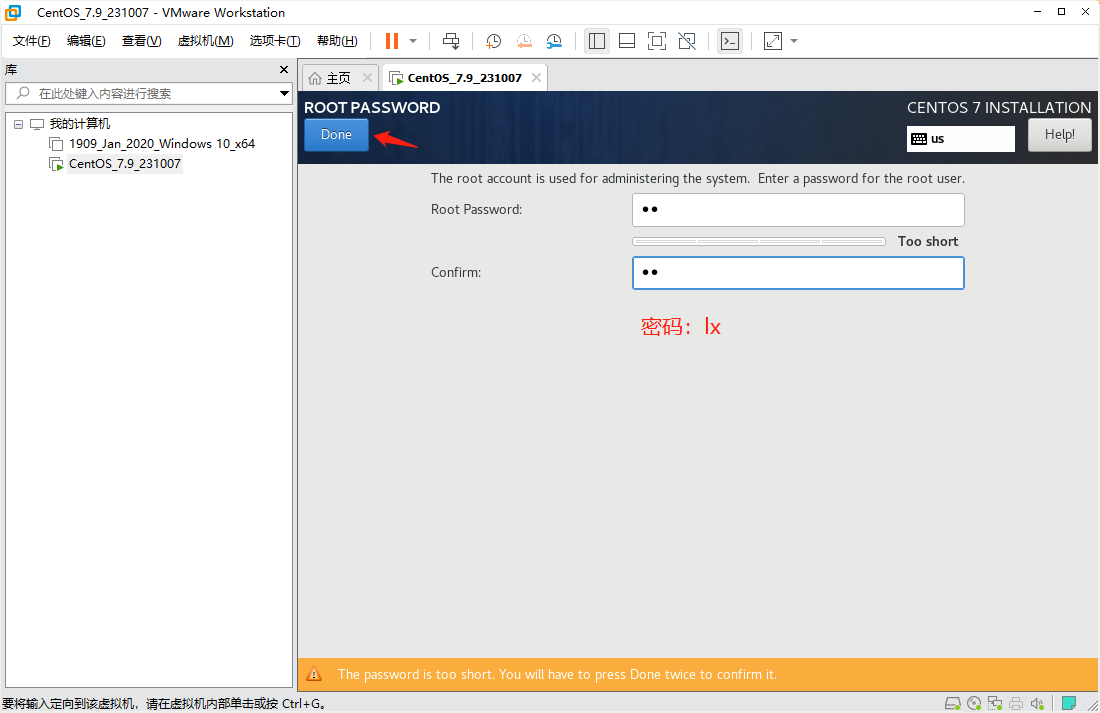 CentOS_7.9_231007 - VMware Workstation
文件(F) 编辑(E) 查看(V) 虚拟机(M) 选项卡(T) 帮助(H)
库
在此处键入内容进行搜索
我的计算机
1909_Jan_2020_Windows 10_x64
CentOS_7.9_231007
主页 CentOS_7.9_231007
ROOT PASSWORD
CENTOS 7 INSTALLATION
Done
us
Help!
The root account is used for administering the system. Enter a password for the root user.
Root Password: ••
Too short
Confirm: ••
密码：lx
The password is too short. You will have to press Done twice to confirm it.
要将输入定向到该虚拟机，请在虚拟机内部单击或按 Ctrl+G。